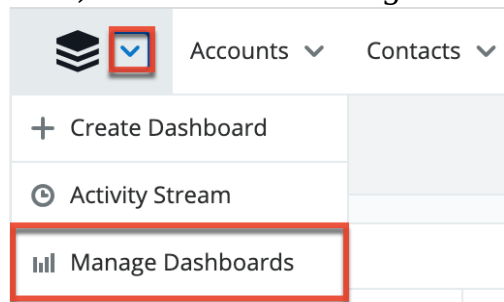 Accounts Contacts
Create Dashboard
Activity Stream
Manage Dashboards